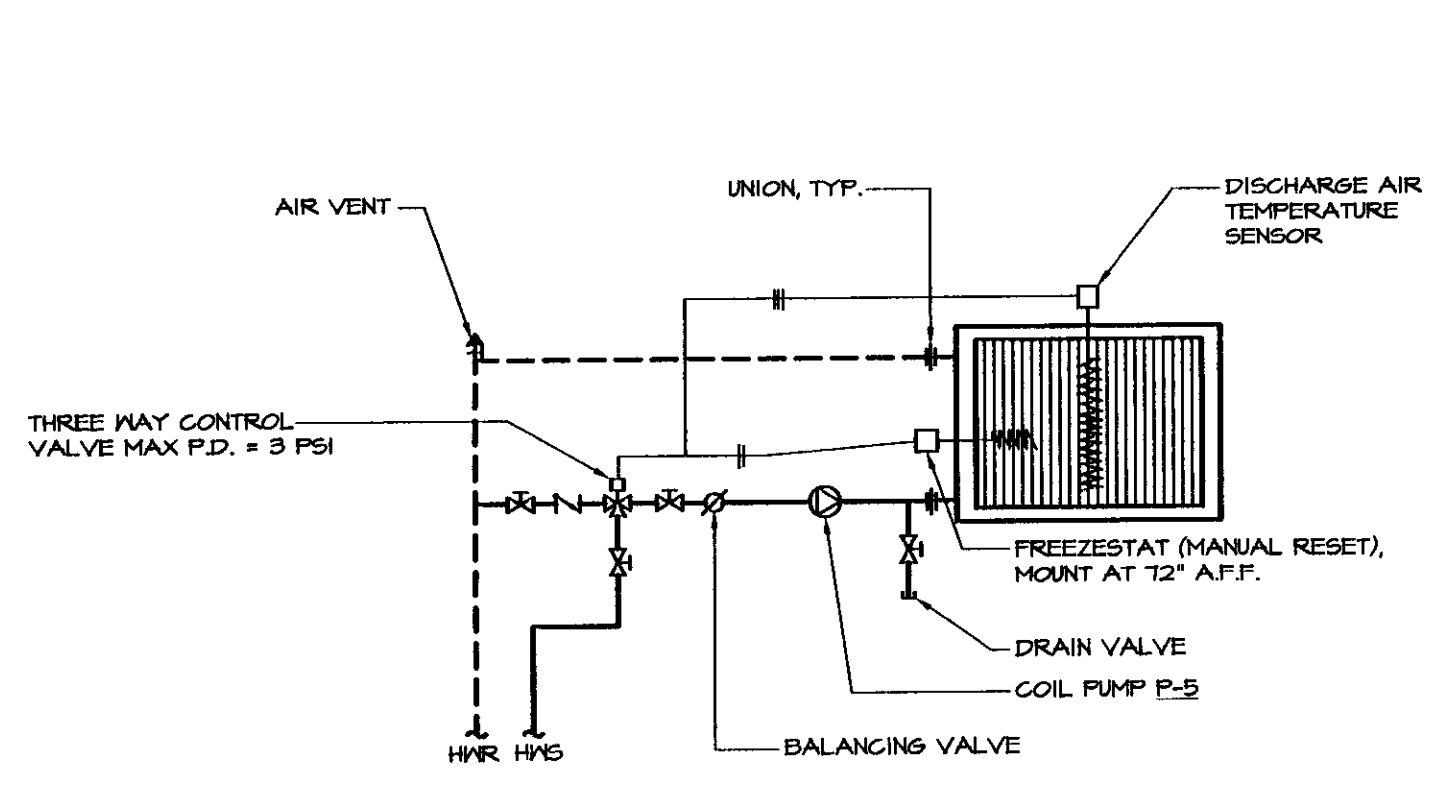 AIR VENT
UNION, TYP.
DISCHARGE AIR
TEMPERATURE
SENSOR
THREE WAY CONTROL
VALVE MAX P.D. = 3 PSI
FREEZESTAT (MANUAL RESET),
MOUNT AT 72" A.F.F.
DRAIN VALVE
COIL PUMP P-5
BALANCING VALVE
HWR HWS